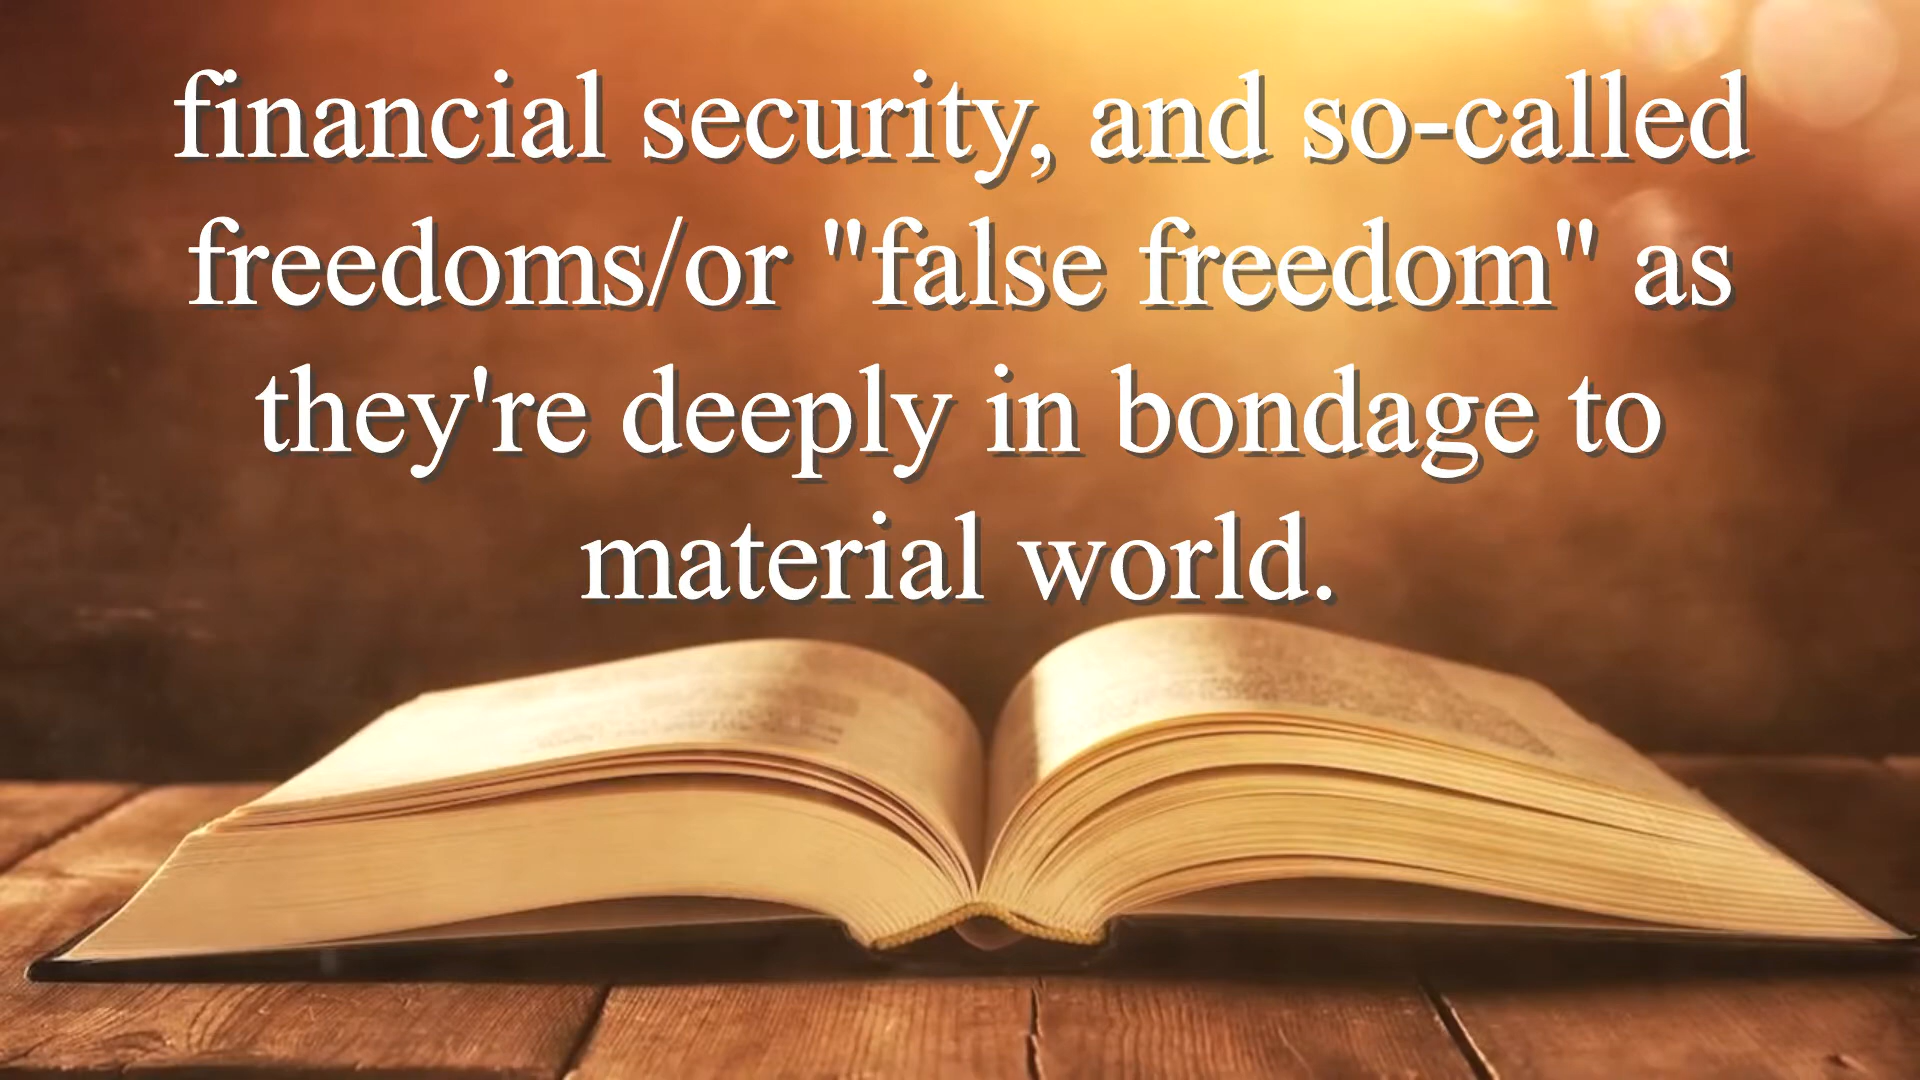 financial security, and so-called
freedoms/or "false freedom" as
they're deeply in bondage to
material world.